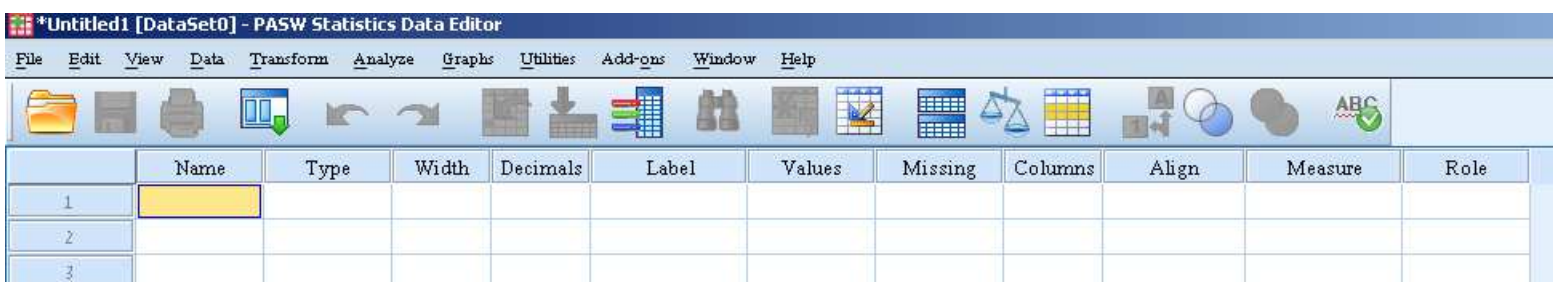 *Untitled1 [DataSet0] - PASW Statistics Data Editor
File Edit View Data Transform Analyze Graphs Utilities Add-ons Window Help
A
1
ABC
Name Type Width Decimals Label Values Missing Columns Align Measure Role
1
2
3